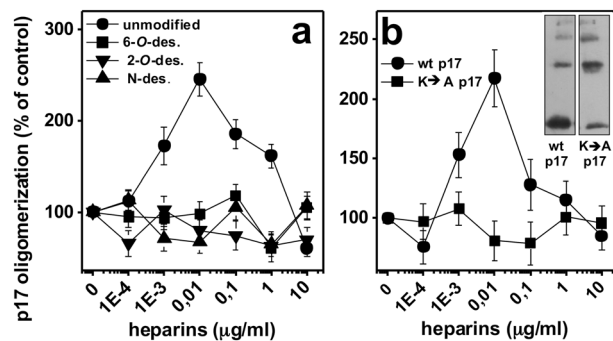 a
unmodified
6-O-des.
2-O-des.
N-des.
p17 oligomerization (% of control)
300
200
100
0
0
1E-4
1E-3
0,01
0,1
1
10
heparins (μg/ml)
b
wt p17
K→A p17
250
200
150
100
50
wt
p17
K→A
p17
0
1E-4
1E-3
0,01
0,1
1
10
heparins (μg/ml)